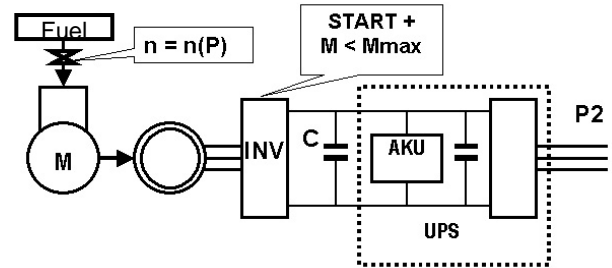 Fuel
n = n(P)
START +
M < Mmax
M
INV
C
AKU
P2
UPS